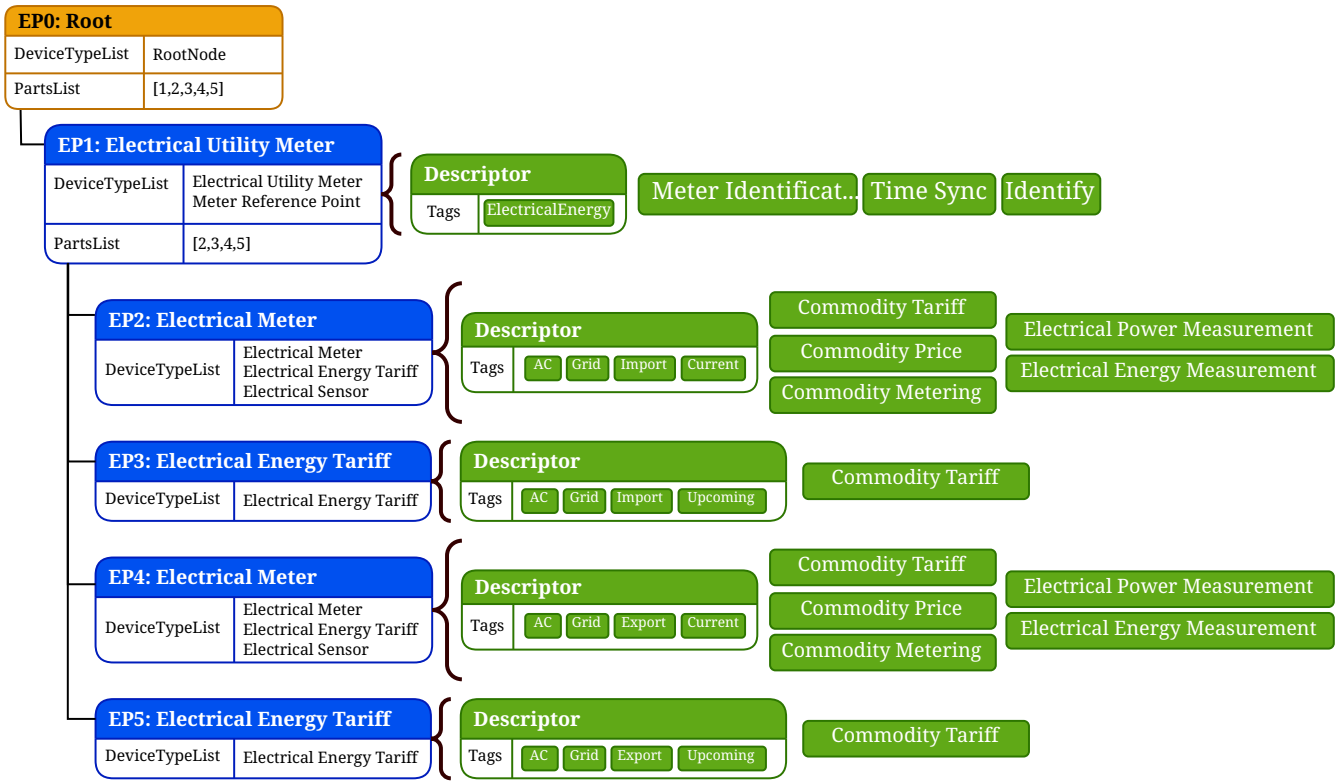 EP0: Root
DeviceTypeList RootNode
PartsList [1,2,3,4,5]
EP1: Electrical Utility Meter
DeviceTypeList Electrical Utility Meter
Meter Reference Point
PartsList [2,3,4,5]
Descriptor
Tags ElectricalEnergy
Meter Identificat... Time Sync Identify
EP2: Electrical Meter
DeviceTypeList Electrical Meter
Electrical Energy Tariff
Electrical Sensor
Descriptor
Tags AC Grid Import Current
Commodity Tariff
Commodity Price
Commodity Metering
Electrical Power Measurement
Electrical Energy Measurement
EP3: Electrical Energy Tariff
DeviceTypeList Electrical Energy Tariff
Descriptor
Tags AC Grid Import Upcoming
Commodity Tariff
EP4: Electrical Meter
DeviceTypeList Electrical Meter
Electrical Energy Tariff
Electrical Sensor
Descriptor
Tags AC Grid Export Current
Commodity Tariff
Commodity Price
Commodity Metering
Electrical Power Measurement
Electrical Energy Measurement
EP5: Electrical Energy Tariff
DeviceTypeList Electrical Energy Tariff
Descriptor
Tags AC Grid Export Upcoming
Commodity Tariff